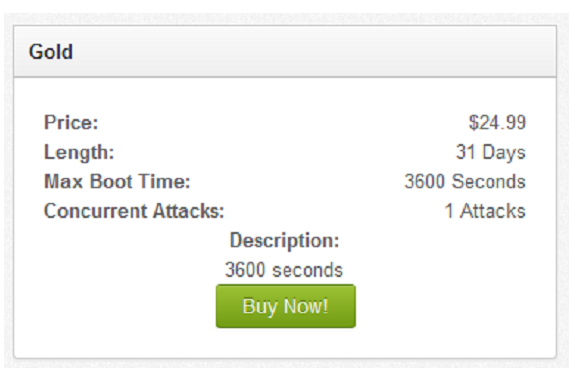 Gold
Price: $24.99
Length: 31 Days
Max Boot Time: 3600 Seconds
Concurrent Attacks: 1 Attacks
Description:
3600 seconds
Buy Now!